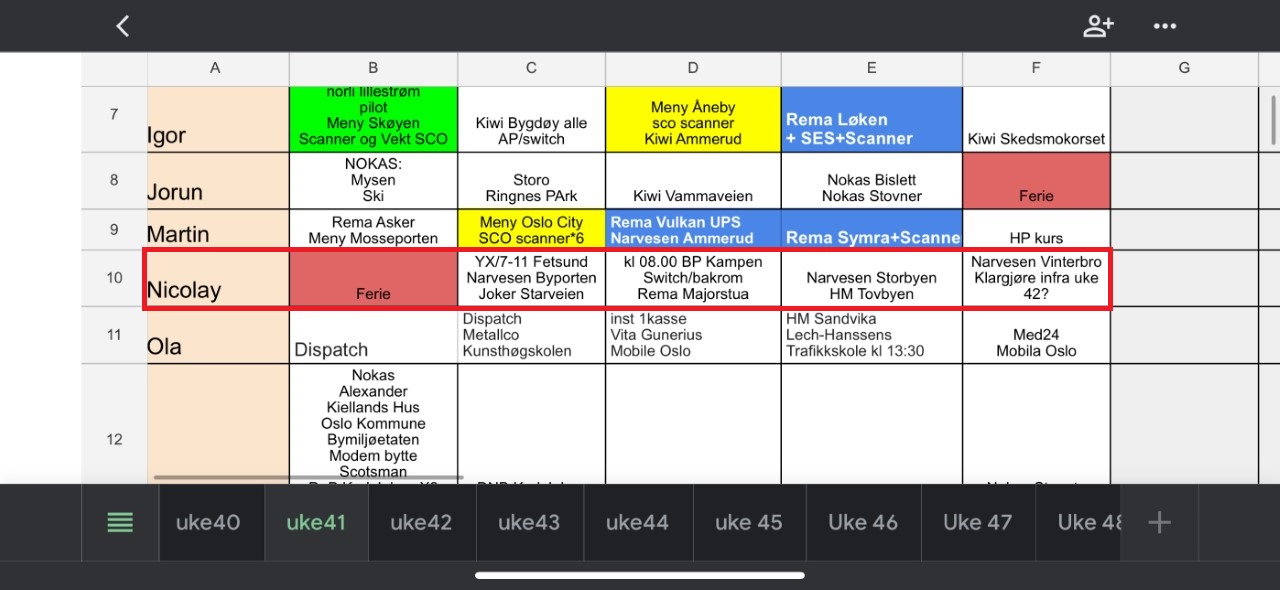 A B C D E F G
7
Igor
norli lillestrøm
pilot
Meny Skøyen
Scanner og Vekt SCO
Kiwi Bygdøy alle
AP/switch
Meny Åneby
sco scanner
Kiwi Ammerud
Rema Løken
+ SES+Scanner
Kiwi Skedsmokorset
8
Jorun
NOKAS:
Mysen
Ski
Storo
Ringnes PArk
Kiwi Vammaveien
Nokas Bislett
Nokas Stovner
Ferie
9
Martin
Rema Asker
Meny Mosseporten
Meny Oslo City
SCO scanner*6
Rema Vulkan UPS
Narvesen Ammerud
Rema Symra+Scanne
HP kurs
10
Nicolay
Ferie
YX/7-11 Fetsund
Narvesen Byporten
Joker Starveien
kl 08.00 BP Kampen
Switch/bakrom
Rema Majorstua
Narvesen Storbyen
HM Tovbyen
Narvesen Vinterbro
Klargjøre infra uke
42?
11
Ola
Dispatch
Dispatch
Metallco
Kunsthøgskolen
inst 1kasse
Vita Gunerius
Mobile Oslo
HM Sandvika
Lech-Hanssens
Trafikkskole kl 13:30
Med24
Mobila Oslo
12
Nokas
Alexander
Kiellands Hus
Oslo Kommune
Bymiljøetaten
Modem bytte
Scotsman
uke40 uke41 uke42 uke43 uke44 uke 45 Uke 46 Uke 47 Uke 48